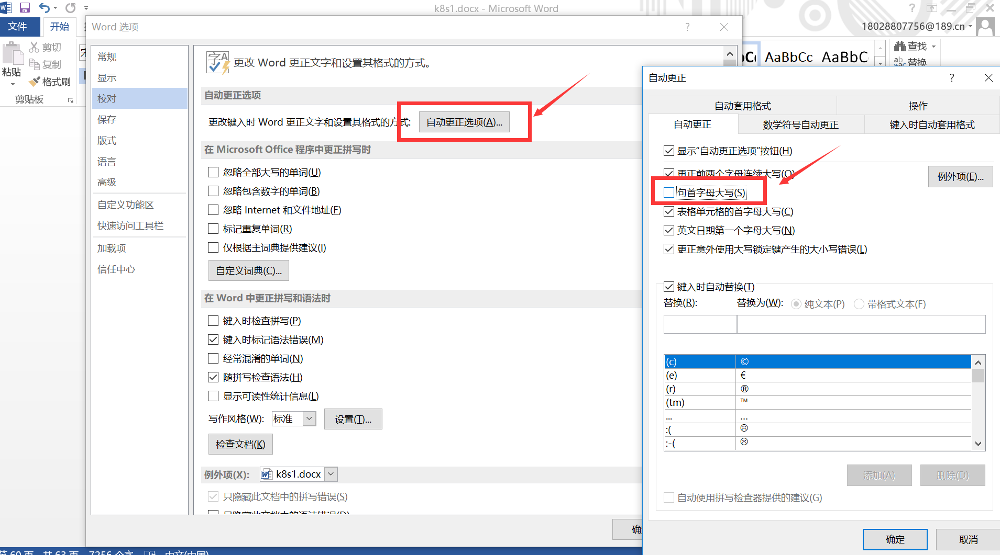 k8s1.docx - Microsoft Word
文件
开始
18028807756@189.cn
剪切
复制
粘贴
格式刷
剪贴板
AaBbCc
AaBbC
查找
替换
Word 选项
常规
显示
校对
保存
版式
语言
高级
自定义功能区
快速访问工具栏
加载项
信任中心
更改 Word 更正文字和设置其格式的方式。
自动更正选项
更改键入时 Word 更正文字和设置其格式的方式:
自动更正选项(A)...
在 Microsoft Office 程序中更正拼写时
忽略全部大写的单词(U)
忽略包含数字的单词(B)
忽略 Internet 和文件地址(F)
标记重复单词(R)
仅根据主词典提供建议(I)
自定义词典(C)...
在 Word 中更正拼写和语法时
键入时检查拼写(P)
键入时标记语法错误(M)
经常混淆的单词(N)
随拼写检查语法(H)
显示可读性统计信息(L)
写作风格(W): 标准 设置(T)...
检查文档(K)
例外项(X): k8s1.docx
只隐藏此文档中的拼写错误(S)
只隐藏此文档中的语法错误(D)
自动更正
自动套用格式
操作
自动更正
数学符号自动更正
键入时自动套用格式
显示“自动更正选项”按钮(H)
更正前两个字母连续大写(O)
例外项(E)...
句首字母大写(S)
表格单元格的首字母大写(C)
英文日期第一个字母大写(N)
更正意外使用大写锁定键产生的大小写错误(L)
键入时自动替换(T)
替换(R): 替换为(W): 纯文本(P) 带格式文本(F)
(c) ©
(e) €
(r) ®
(tm) ™
... …
:( ☹
:-( ☹
添加(A)
删除(D)
自动使用拼写检查器提供的建议(G)
确定
取消
第 60 页，共 63 页 7256 个字 中文(中国)